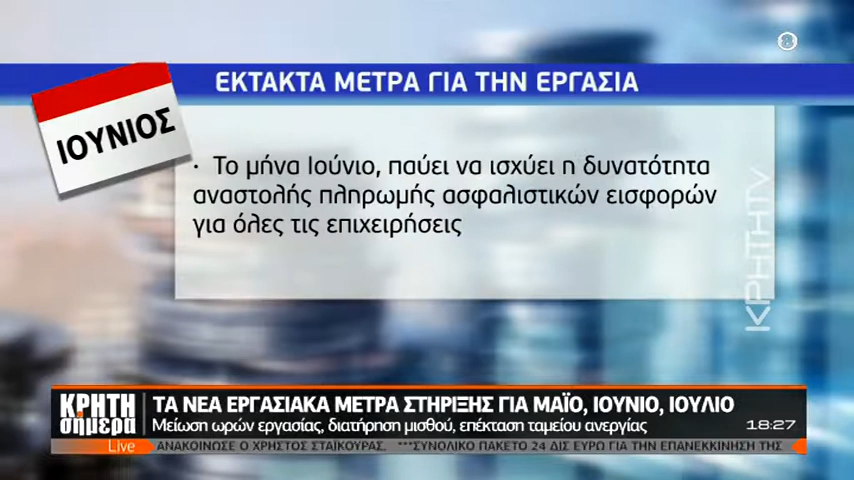 8
ΕΚΤΑΚΤΑ ΜΕΤΡΑ ΓΙΑ ΤΗΝ ΕΡΓΑΣΙΑ
ΙΟΥΝΙΟΣ
· Το μήνα Ιούνιο, παύει να ισχύει η δυνατότητα
αναστολής πληρωμής ασφαλιστικών εισφορών
για όλες τις επιχειρήσεις
ΚΡΗΤΗ TV
ΚΡΗΤΗ
σήμερα
Live
ΤΑ ΝΕΑ ΕΡΓΑΣΙΑΚΑ ΜΕΤΡΑ ΣΤΗΡΙΞΗΣ ΓΙΑ ΜΑΪΟ, ΙΟΥΝΙΟ, ΙΟΥΛΙΟ
Μείωση ωρών εργασίας, διατήρηση μισθού, επέκταση ταμείου ανεργίας
18:27
ΑΝΑΚΟΙΝΩΣΕ Ο ΧΡΗΣΤΟΣ ΣΤΑΪΚΟΥΡΑΣ. ***ΣΥΝΟΛΙΚΟ ΠΑΚΕΤΟ 24 ΔΙΣ ΕΥΡΩ ΓΙΑ ΤΗΝ ΕΠΑΝΕΚΚΙΝΗΣΗ ΤΗΣ